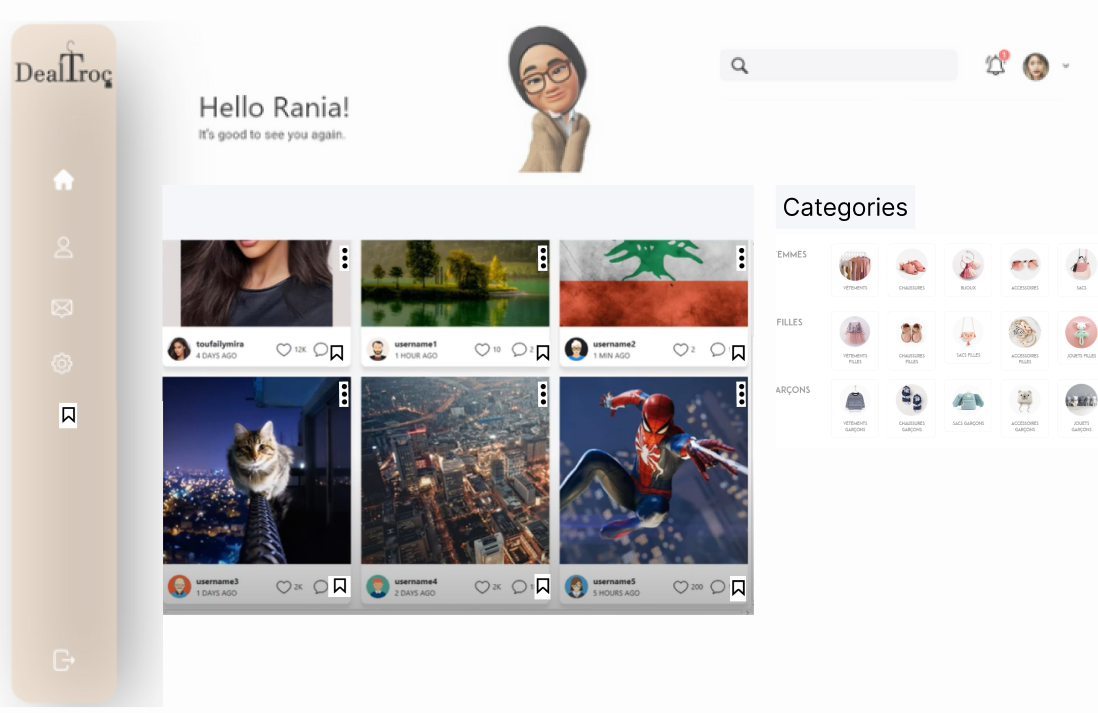 DealTroc
1
Hello Rania!
It's good to see you again.
Categories
toufailymira
4 DAYS AGO
12K
username1
1 HOUR AGO
10
2
username2
1 MIN AGO
2
username3
1 DAYS AGO
2K
username4
2 DAYS AGO
2K
1
username5
5 HOURS AGO
200
EMMES
VÊTEMENTS
CHAUSSURES
BIJOUX
ACCESSOIRES
SACS
FILLES
VÊTEMENTS
FILLES
CHAUSSURES
FILLES
SACS FILLES
ACCESSOIRES
FILLES
JOUETS FILLES
ARÇONS
VÊTEMENTS
GARÇONS
CHAUSSURES
GARÇONS
SACS GARÇONS
ACCESSOIRES
GARÇONS
JOUETS
GARÇONS